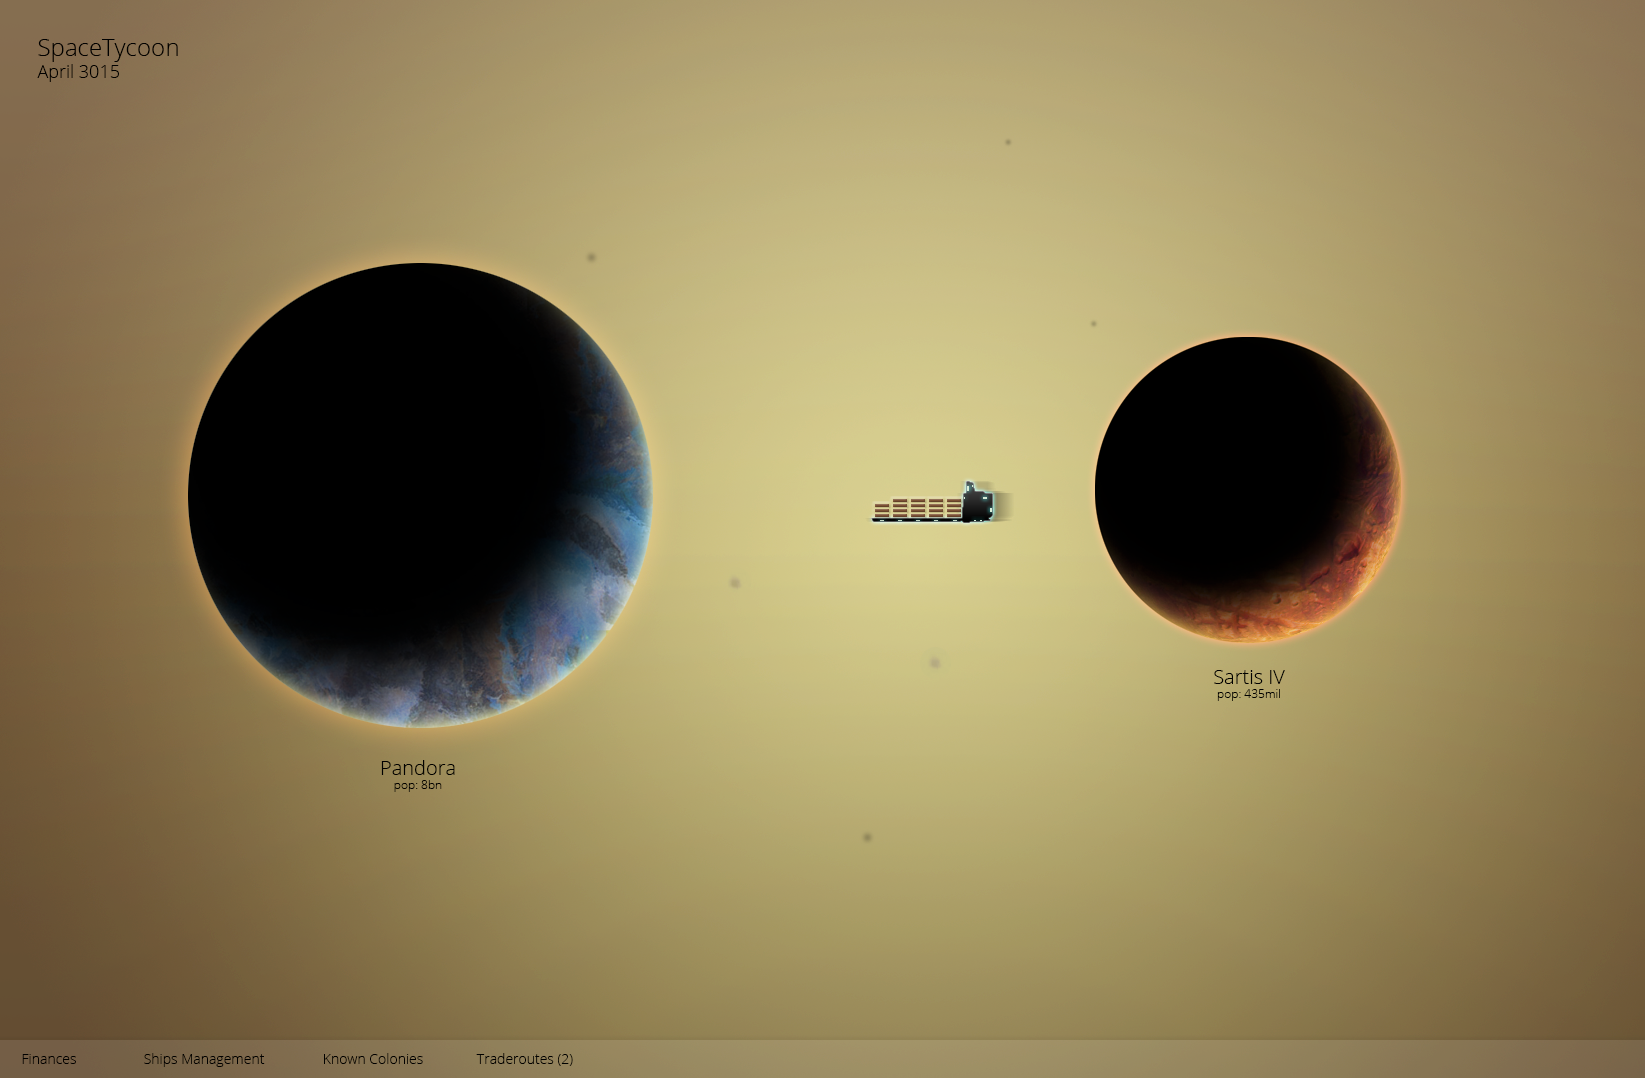 SpaceTycoon
April 3015
Sartis IV
pop: 435mil
Pandora
pop: 8bn
Finances
Ships Management
Known Colonies
Traderoutes (2)